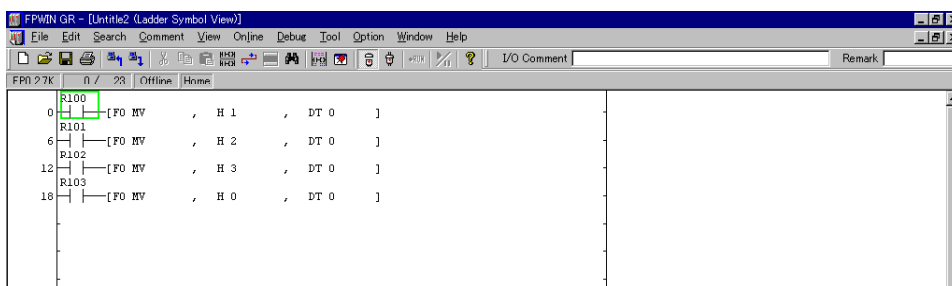 FPWIN GR - [Untitle2 (Ladder Symbol View)]
File Edit Search Comment View Online Debug Tool Option Window Help
I/O Comment Remark
FP0 2.7K 0 / 23 Offline Home
R100
0 [F0 MV , H 1 , DT 0 ]
R101
6 [F0 MV , H 2 , DT 0 ]
R102
12 [F0 MV , H 3 , DT 0 ]
R103
18 [F0 MV , H 0 , DT 0 ]